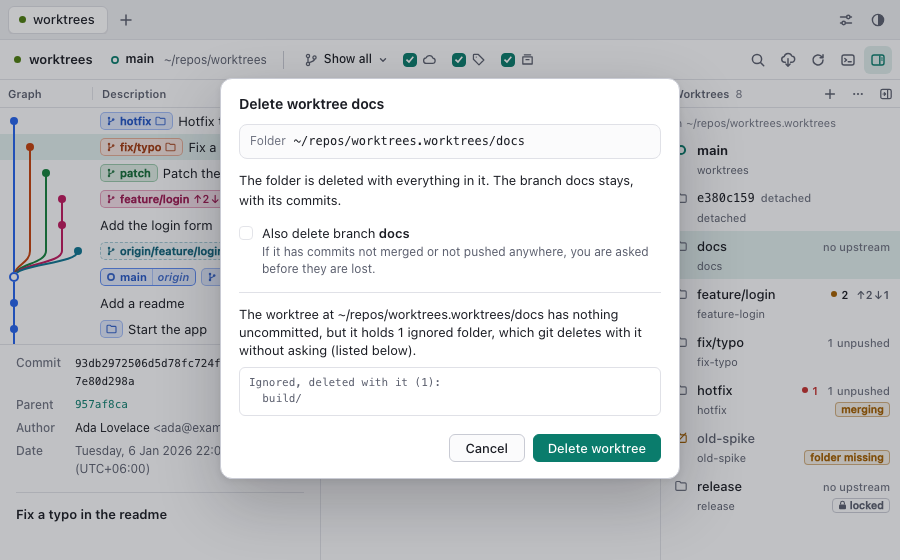 worktrees
worktrees main ~/repos/worktrees Show all
Graph Description
hotfix Hotfix
fix/typo Fix a
patch Patch the
feature/login ↑2↓
Add the login form
origin/feature/login
main origin
Add a readme
Start the app
Commit 93db2972506d5d78fc724f
7e80d298a
Parent 957af8ca
Author Ada Lovelace <ada@exam
Date Tuesday, 6 Jan 2026 22:0
(UTC+06:00)
Fix a typo in the readme
Delete worktree docs
Folder ~/repos/worktrees.worktrees/docs
The folder is deleted with everything in it. The branch docs stays,
with its commits.
Also delete branch docs
If it has commits not merged or not pushed anywhere, you are asked
before they are lost.
The worktree at ~/repos/worktrees.worktrees/docs has nothing
uncommitted, but it holds 1 ignored folder, which git deletes with it
without asking (listed below).
Ignored, deleted with it (1):
build/
Cancel Delete worktree
Worktrees 8
~/repos/worktrees.worktrees
main
worktrees
e380c159 detached
detached
docs no upstream
docs
feature/login 2 ↑2↓1
feature-login
fix/typo 1 unpushed
fix-typo
hotfix 1 1 unpushed
hotfix merging
old-spike
old-spike folder missing
release no upstream
release locked